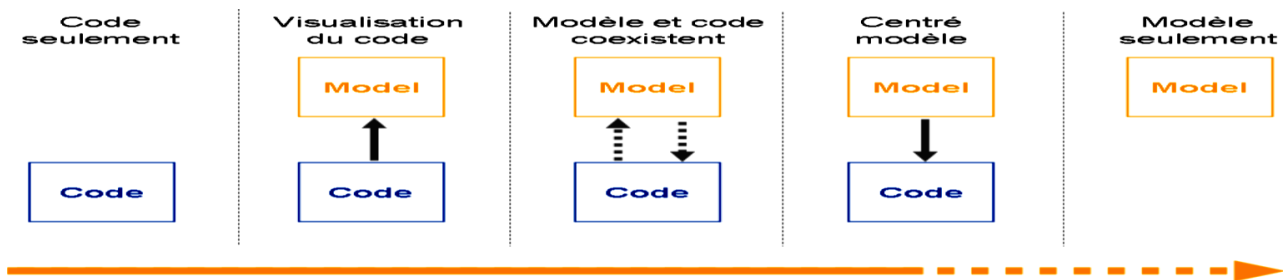 Code
seulement
Visualisation
du code
Modèle et code
coexistent
Centré
modèle
Modèle
seulement
Model
Model
Model
Model
Code
Code
Code
Code